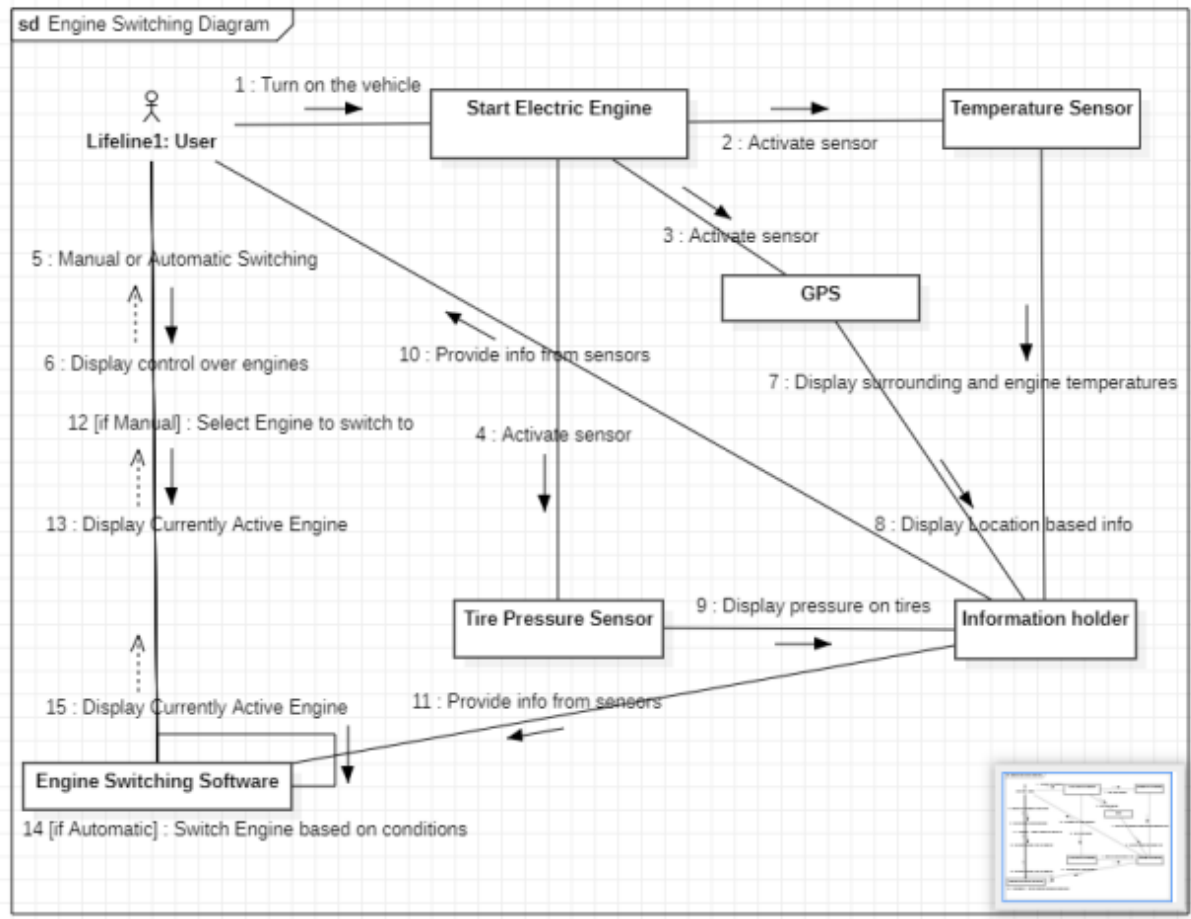 sd Engine Switching Diagram
1 : Turn on the vehicle
Start Electric Engine
Temperature Sensor
Lifeline1: User
2 : Activate sensor
3 : Activate sensor
5 : Manual or Automatic Switching
GPS
10 : Provide info from sensors
6 : Display control over engines
7 : Display surrounding and engine temperatures
12 [if Manual] : Select Engine to switch to
4 : Activate sensor
13 : Display Currently Active Engine
8 : Display Location based info
9 : Display pressure on tires
Tire Pressure Sensor
Information holder
15 : Display Currently Active Engine
11 : Provide info from sensors
Engine Switching Software
14 [if Automatic] : Switch Engine based on conditions